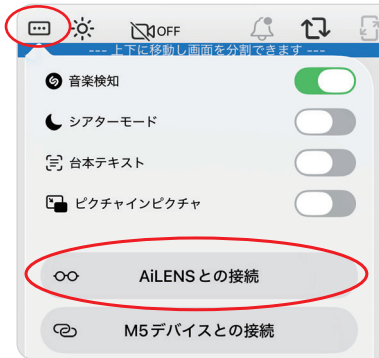 OFF
--- 上下に移動し画面を分割できます ---
音楽検知
シアターモード
台本テキスト
ピクチャインピクチャ
AiLENSとの接続
M5デバイスとの接続